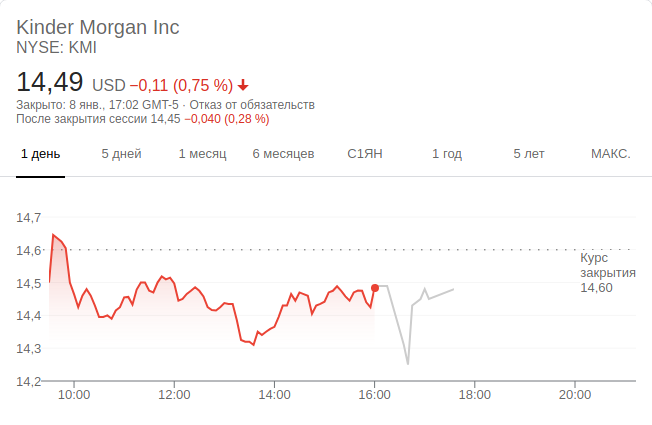 Kinder Morgan Inc
NYSE: KMI
14,49 USD −0,11 (0,75 %)
Закрыто: 8 янв., 17:02 GMT-5 · Отказ от обязательств
После закрытия сессии 14,45 −0,040 (0,28 %)
1 день 5 дней 1 месяц 6 месяцев С1ЯН 1 год 5 лет МАКС.
14,7
14,6
Курс
закрытия
14,60
14,5
14,4
14,3
14,2
10:00 12:00 14:00 16:00 18:00 20:00